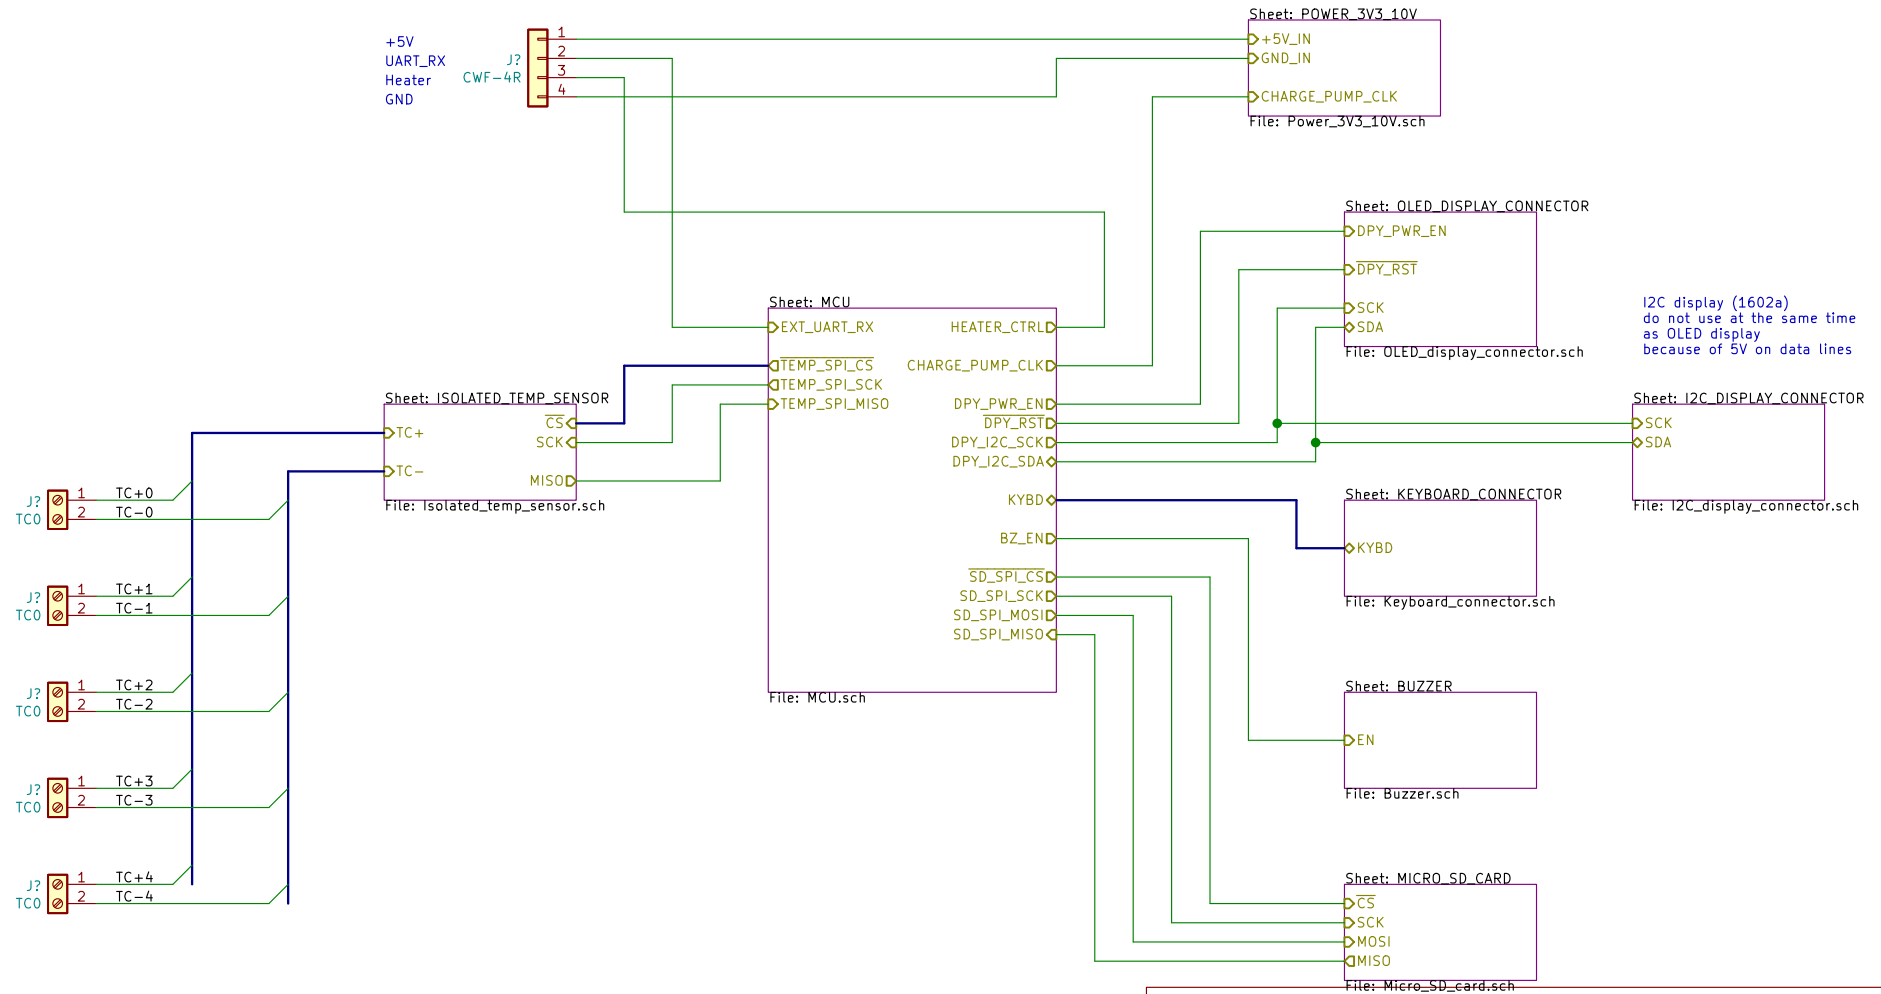 +5V
UART_RX
Heater
GND
J?
CWF-4R
1
2
3
4
Sheet: POWER_3V3_10V
+5V_IN
GND_IN
CHARGE_PUMP_CLK
File: Power_3V3_10V.sch
Sheet: OLED_DISPLAY_CONNECTOR
DPY_PWR_EN
DPY_RST
SCK
SDA
File: OLED_display_connector.sch
I2C display (1602a)
do not use at the same time
as OLED display
because of 5V on data lines
Sheet: MCU
EXT_UART_RX
TEMP_SPI_CS
TEMP_SPI_SCK
TEMP_SPI_MISO
HEATER_CTRL
CHARGE_PUMP_CLK
DPY_PWR_EN
DPY_RST
DPY_I2C_SCK
DPY_I2C_SDA
KYBD
BZ_EN
SD_SPI_CS
SD_SPI_SCK
SD_SPI_MOSI
SD_SPI_MISO
File: MCU.sch
Sheet: ISOLATED_TEMP_SENSOR
TC+
TC-
CS
SCK
MISO
File: Isolated_temp_sensor.sch
Sheet: I2C_DISPLAY_CONNECTOR
SCK
SDA
File: I2C_display_connector.sch
Sheet: KEYBOARD_CONNECTOR
KYBD
File: Keyboard_connector.sch
J?
TC0
1
2
TC+0
TC-0
J?
TC0
1
2
TC+1
TC-1
J?
TC0
1
2
TC+2
TC-2
J?
TC0
1
2
TC+3
TC-3
J?
TC0
1
2
TC+4
TC-4
Sheet: BUZZER
EN
File: Buzzer.sch
Sheet: MICRO_SD_CARD
CS
SCK
MOSI
MISO
File: Micro_SD_card.sch